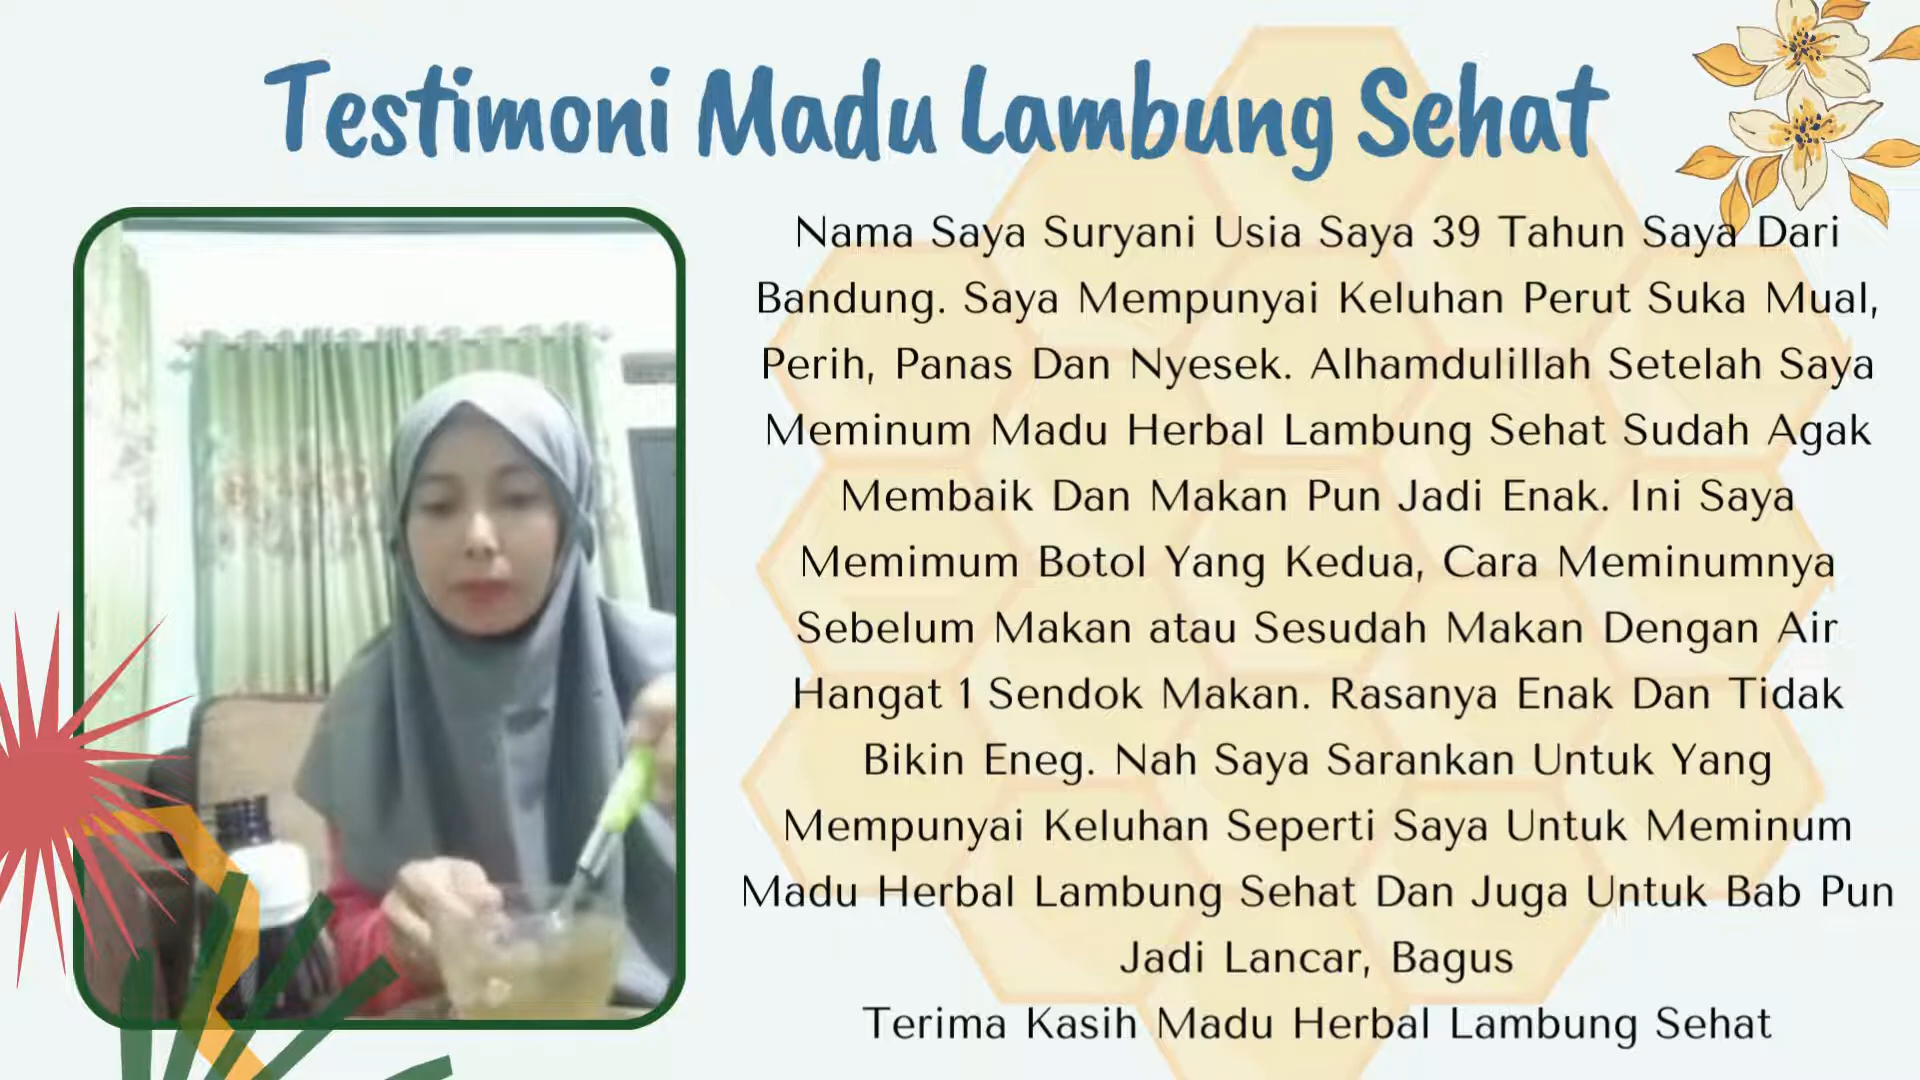 Testimoni Madu Lambung Sehat
Nama Saya Suryani Usia Saya 39 Tahun Saya Dari
Bandung. Saya Mempunyai Keluhan Perut Suka Mual,
Perih, Panas Dan Nyesek. Alhamdulillah Setelah Saya
Meminum Madu Herbal Lambung Sehat Sudah Agak
Membaik Dan Makan Pun Jadi Enak. Ini Saya
Memimum Botol Yang Kedua, Cara Meminumnya
Sebelum Makan atau Sesudah Makan Dengan Air
Hangat 1 Sendok Makan. Rasanya Enak Dan Tidak
Bikin Eneg. Nah Saya Sarankan Untuk Yang
Mempunyai Keluhan Seperti Saya Untuk Meminum
Madu Herbal Lambung Sehat Dan Juga Untuk Bab Pun
Jadi Lancar, Bagus
Terima Kasih Madu Herbal Lambung Sehat